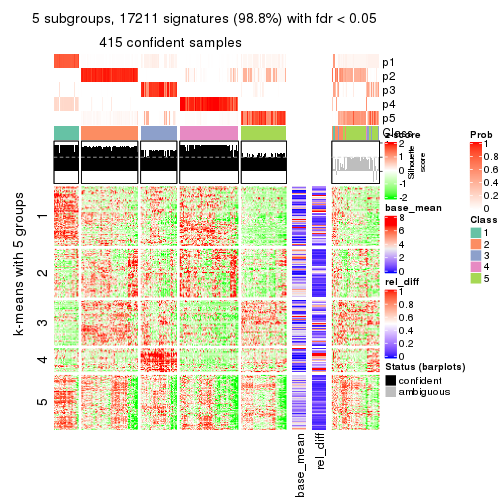 5 subgroups, 17211 signatures (98.8%) with fdr < 0.05
415 confident samples
p1
p2
p3
p4
p5
Class
Silhouette
score
k-means with 5 groups
1
2
3
4
5
base_mean
rel_diff
z-score
2
1
0
-1
-2
base_mean
8
6
4
2
0
rel_diff
1
0.8
0.6
0.4
0.2
0
Status (barplots)
confident
ambiguous
Prob
1
0.8
0.6
0.4
0.2
0
Class
1
2
3
4
5